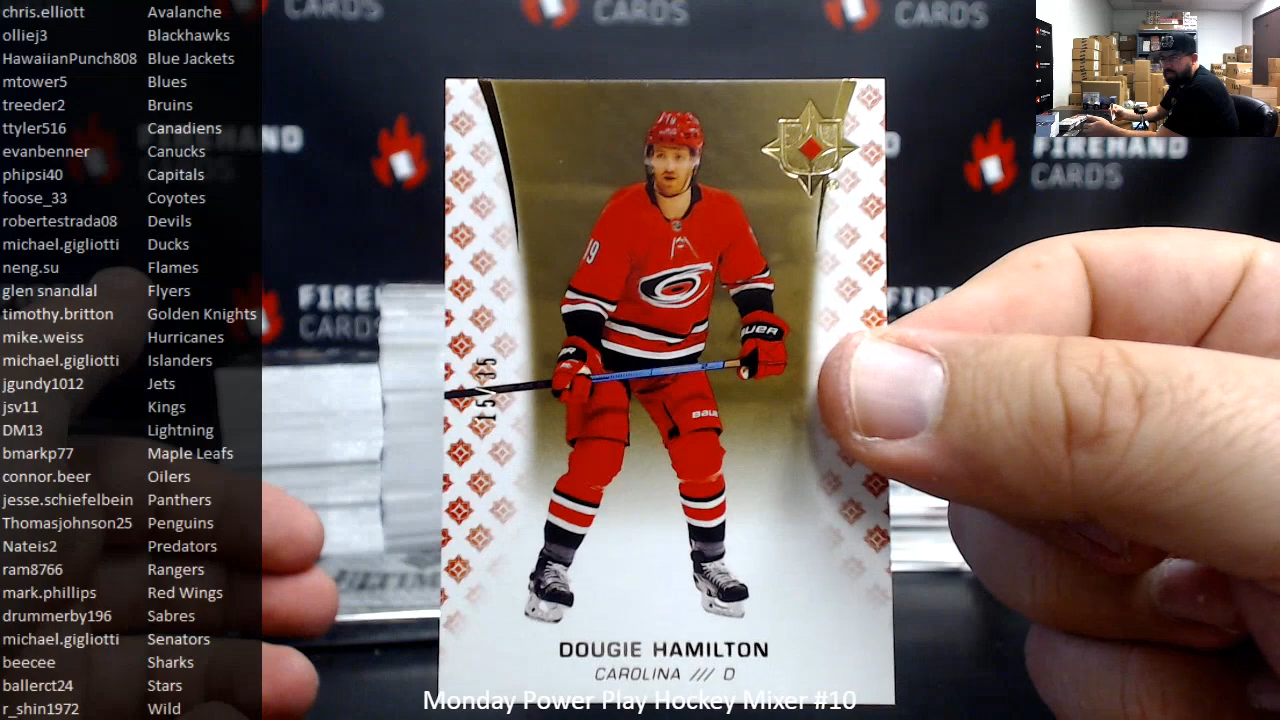 chris.elliott Avalanche
olliej3 Blackhawks
HawaiianPunch808 Blue Jackets
mtower5 Blues
treeder2 Bruins
ttyler516 Canadiens
evanbenner Canucks
phipsi40 Capitals
foose_33 Coyotes
robertestrada08 Devils
michael.gigliotti Ducks
neng.su Flames
glen snandlal Flyers
timothy.britton Golden Knights
mike.weiss Hurricanes
michael.gigliotti Islanders
jgundy1012 Jets
jsv11 Kings
DM13 Lightning
bmarkp77 Maple Leafs
connor.beer Oilers
jesse.schiefelbein Panthers
Thomasjohnson25 Penguins
Nateis2 Predators
ram8766 Rangers
mark.phillips Red Wings
drummerby196 Sabres
michael.gigliotti Senators
beecee Sharks
ballerct24 Stars
r_shin1972 Wild
CARDS
CARDS
CARDS
FIREHAND
CARDS
19
BAUER
15/35
DOUGIE HAMILTON
CAROLINA /// D
Monday Power Play Hockey Mixer #10